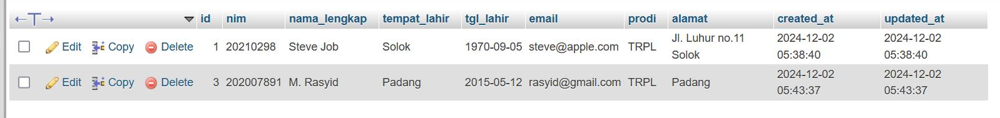 id nim nama_lengkap tempat_lahir tgl_lahir email prodi alamat created_at updated_at
Edit Copy Delete 1 20210298 Steve Job Solok 1970-09-05 steve@apple.com TRPL Jl. Luhur no.11 2024-12-02 2024-12-02
Solok 05:38:40 05:38:40
Edit Copy Delete 3 202007891 M. Rasyid Padang 2015-05-12 rasyid@gmail.com TRPL Padang 2024-12-02 2024-12-02
05:43:37 05:43:37